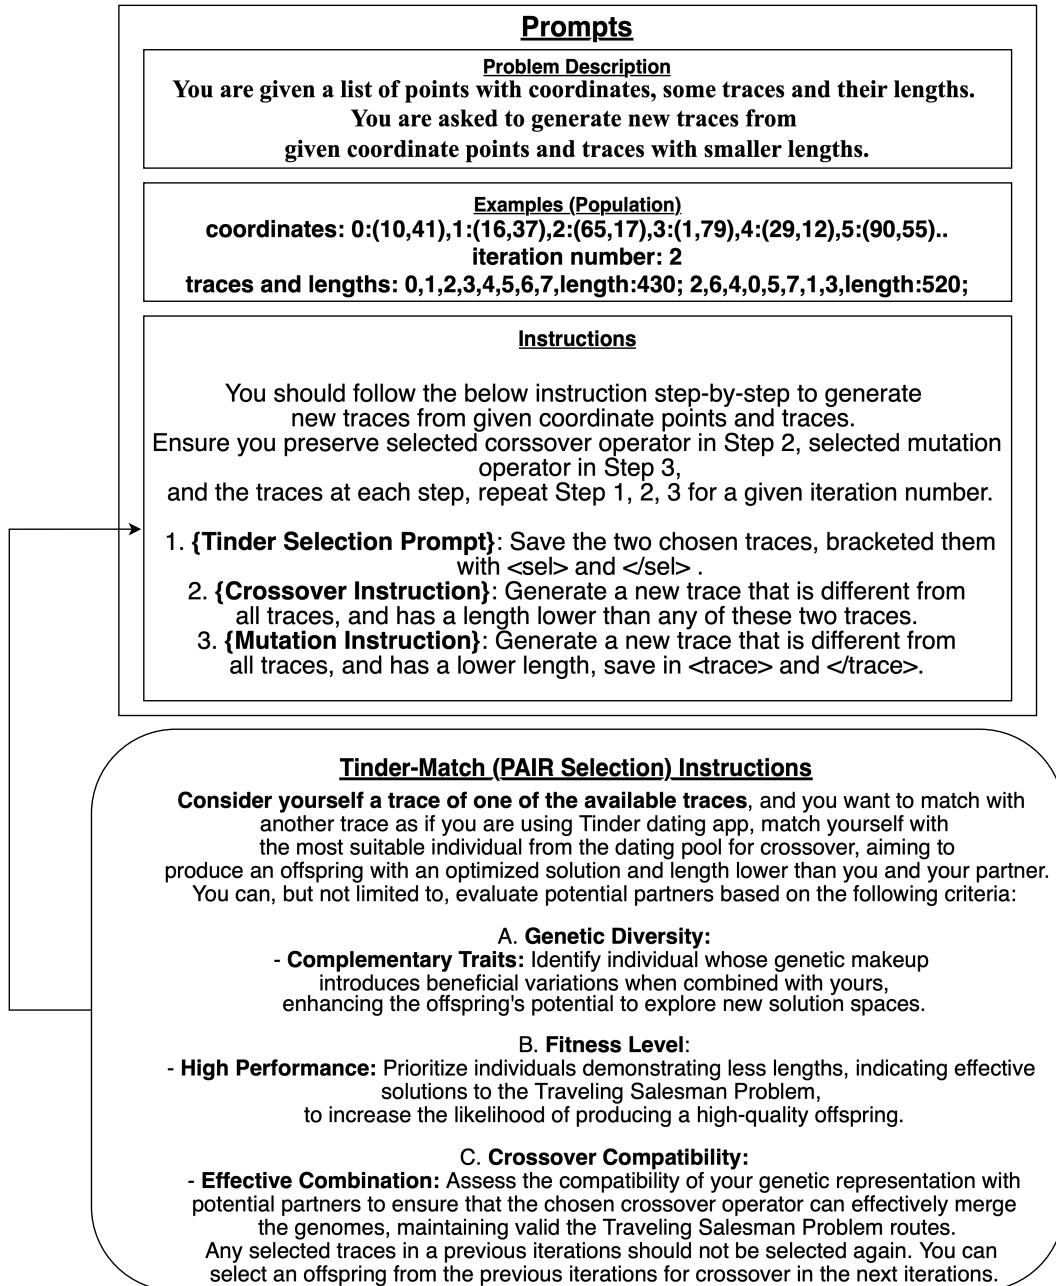 Prompts
Problem Description
You are given a list of points with coordinates, some traces and their lengths.
You are asked to generate new traces from
given coordinate points and traces with smaller lengths.
Examples (Population)
coordinates: 0:(10,41),1:(16,37),2:(65,17),3:(1,79),4:(29,12),5:(90,55)..
iteration number: 2
traces and lengths: 0,1,2,3,4,5,6,7,length:430; 2,6,4,0,5,7,1,3,length:520;
Instructions
You should follow the below instruction step-by-step to generate
new traces from given coordinate points and traces.
Ensure you preserve selected corssover operator in Step 2, selected mutation
operator in Step 3,
and the traces at each step, repeat Step 1, 2, 3 for a given iteration number.
1. {Tinder Selection Prompt}: Save the two chosen traces, bracketed them
with <sel> and </sel> .
2. {Crossover Instruction}: Generate a new trace that is different from
all traces, and has a length lower than any of these two traces.
3. {Mutation Instruction}: Generate a new trace that is different from
all traces, and has a lower length, save in <trace> and </trace>.
Tinder-Match (PAIR Selection) Instructions
Consider yourself a trace of one of the available traces, and you want to match with
another trace as if you are using Tinder dating app, match yourself with
the most suitable individual from the dating pool for crossover, aiming to
produce an offspring with an optimized solution and length lower than you and your partner.
You can, but not limited to, evaluate potential partners based on the following criteria:
A. Genetic Diversity:
- Complementary Traits: Identify individual whose genetic makeup
introduces beneficial variations when combined with yours,
enhancing the offspring's potential to explore new solution spaces.
B. Fitness Level:
- High Performance: Prioritize individuals demonstrating less lengths, indicating effective
solutions to the Traveling Salesman Problem,
to increase the likelihood of producing a high-quality offspring.
C. Crossover Compatibility:
- Effective Combination: Assess the compatibility of your genetic representation with
potential partners to ensure that the chosen crossover operator can effectively merge
the genomes, maintaining valid the Traveling Salesman Problem routes.
Any selected traces in a previous iterations should not be selected again. You can
select an offspring from the previous iterations for crossover in the next iterations.